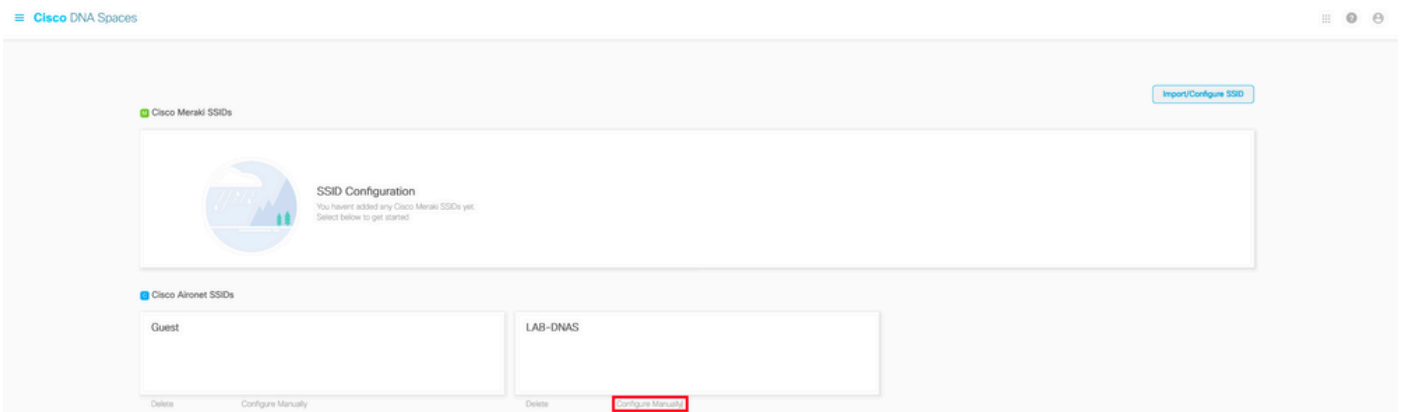 Cisco DNA Spaces
Import/Configure SSID
Cisco Meraki SSIDs
SSID Configuration
You havent added any Cisco Meraki SSIDs yet.
Select below to get started
Cisco Aironet SSIDs
Guest
LAB-DNAS
Delete Configure Manually
Delete Configure Manually